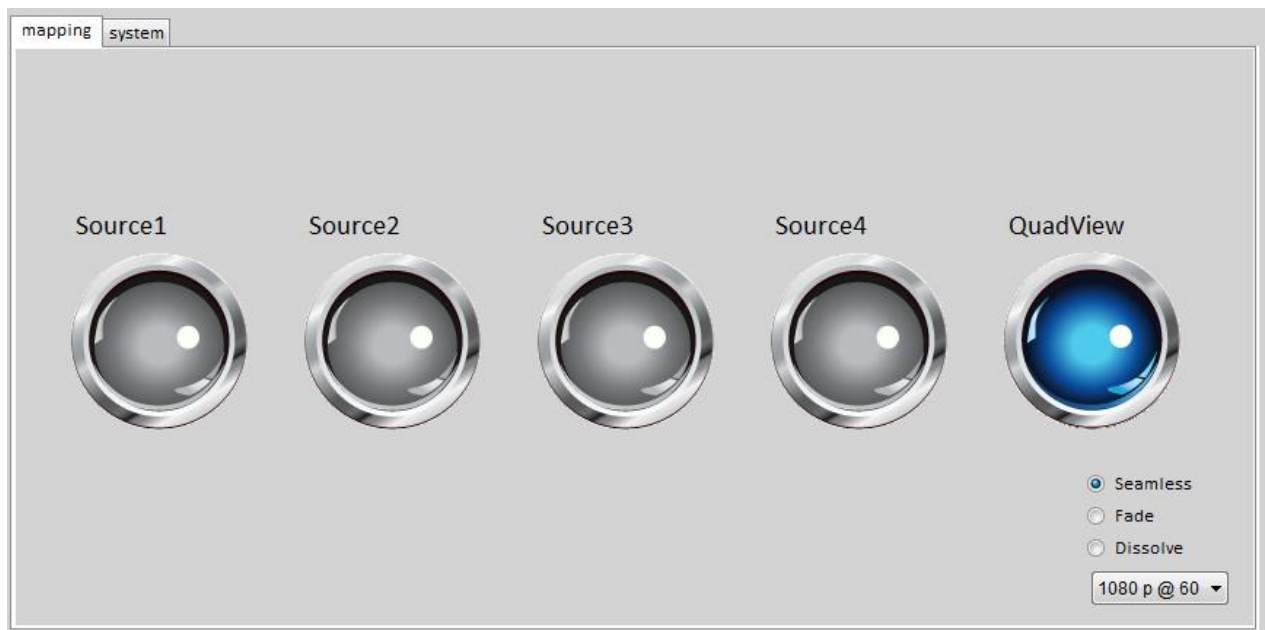 mapping system
Source1 Source2 Source3 Source4 QuadView
Seamless
Fade
Dissolve
1080 p @ 60